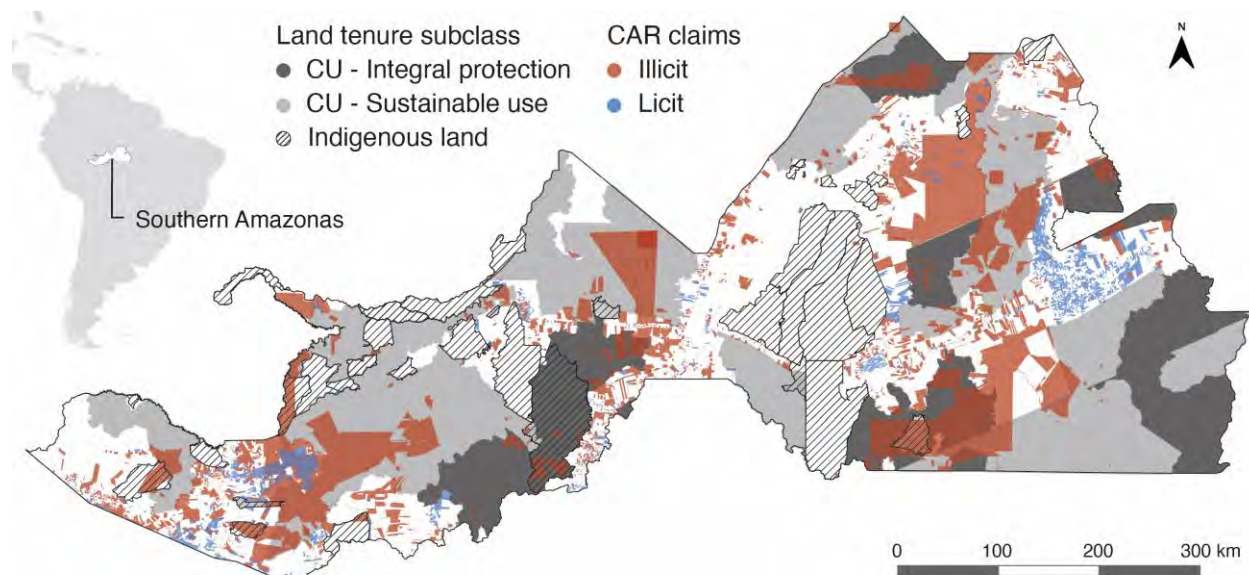 Land tenure subclass
CU - Integral protection
CU - Sustainable use
Indigenous land
CAR claims
Illicit
Licit
N
Southern Amazonas
0 100 200 300 km